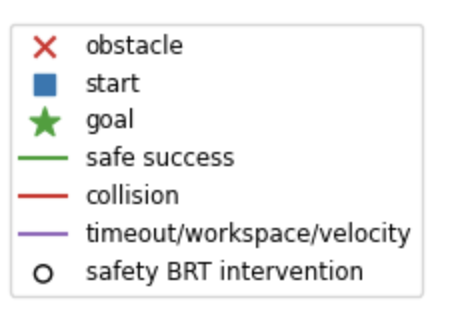 obstacle
start
goal
safe success
collision
timeout/workspace/velocity
safety BRT intervention